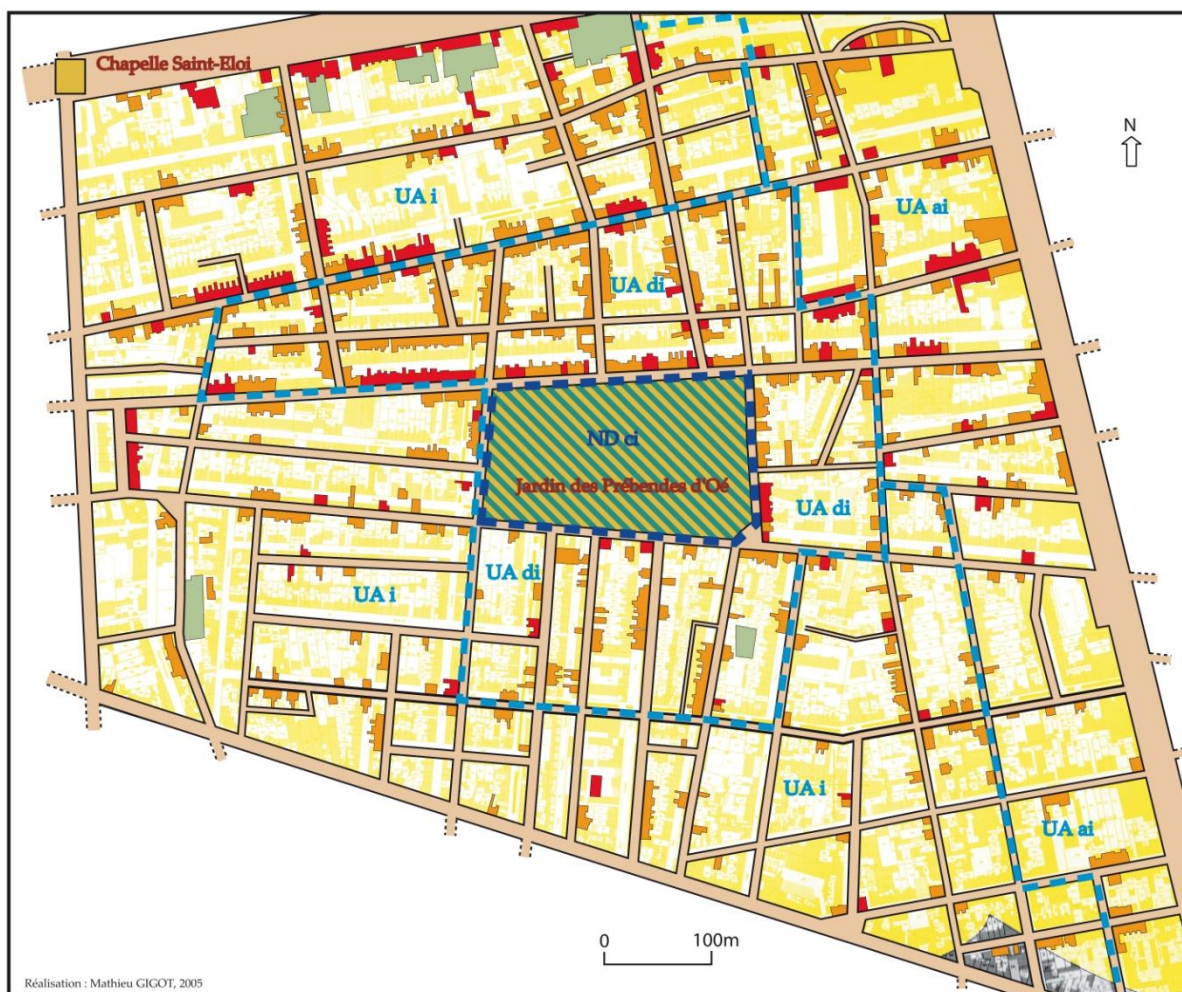 Chapelle Saint-Eloi
N
UA i
UA ai
UA di
ND ci
Jardin des Prébendes d'Oé
UA di
UA di
UA i
UA i
UA ai
0 100m
Réalisation : Mathieu GIGOT, 2005